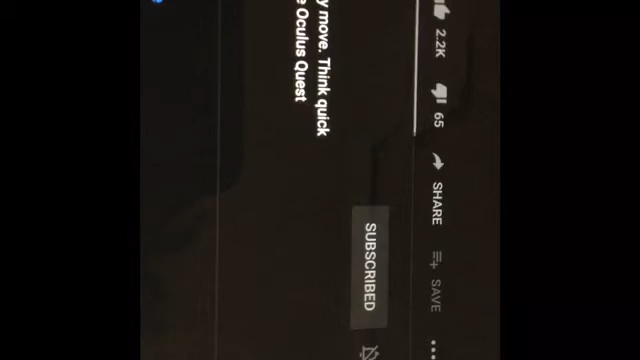 2.2K 65 SHARE SAVE
SUBSCRIBED
y move. Think quick
e Oculus Quest